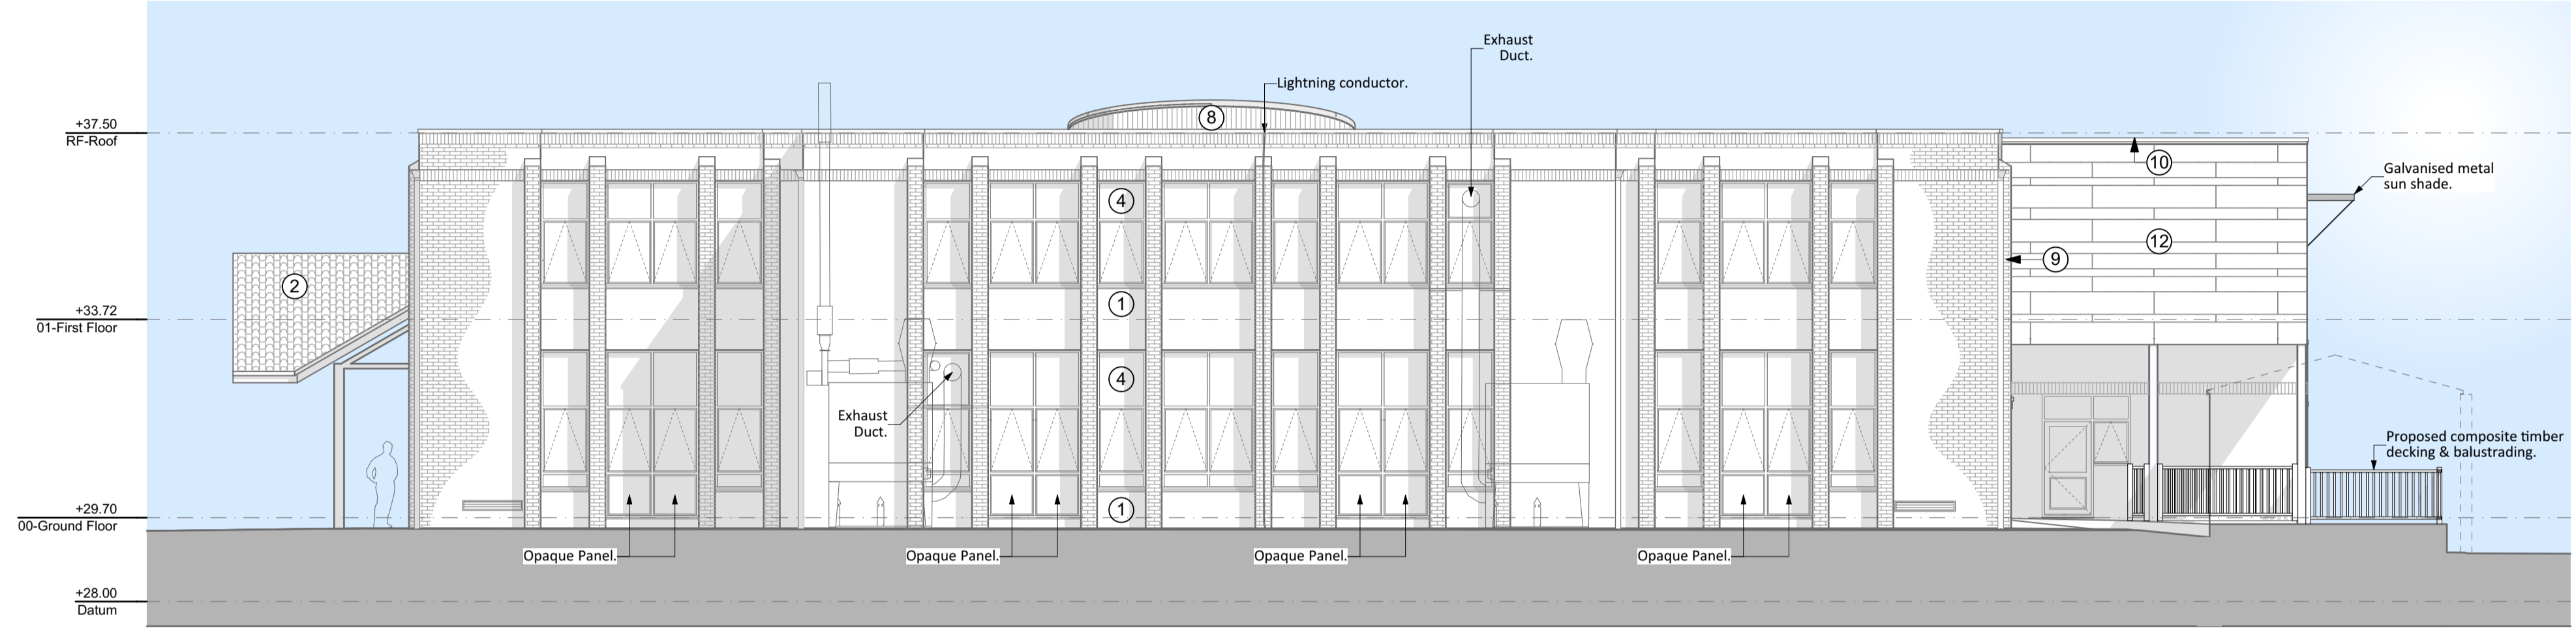 Exhaust
Duct.
Lightning conductor.
8
+37.50
RF-Roof
10
Galvanised metal
sun shade.
4
12
9
2
1
+33.72
01-First Floor
4
Exhaust
Duct.
Proposed composite timber
decking & balustrading.
1
+29.70
00-Ground Floor
Opaque Panel.
Opaque Panel.
Opaque Panel.
Opaque Panel.
+28.00
Datum